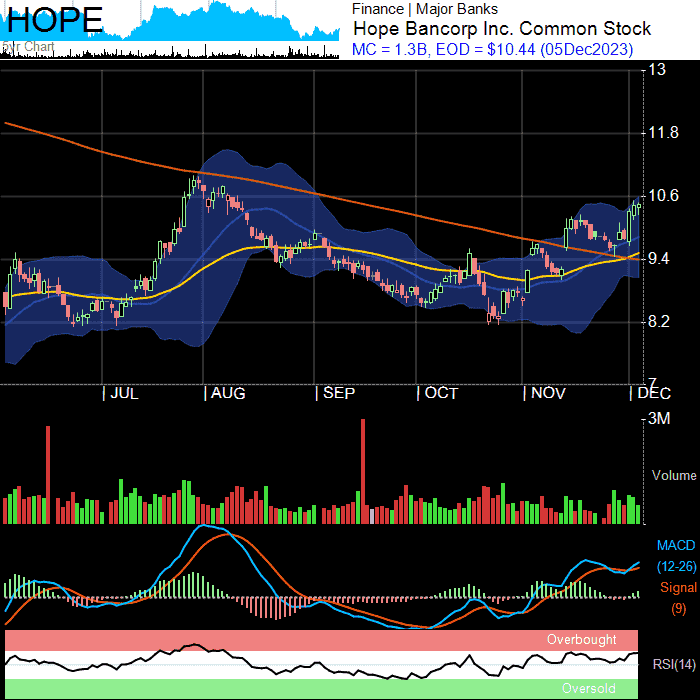 HOPE
5yr Chart
Finance | Major Banks
Hope Bancorp Inc. Common Stock
MC = 1.3B, EOD = $10.44 (05Dec2023)
13
11.8
10.6
9.4
8.2
7
| JUL | AUG | SEP | OCT | NOV | DEC
3M
Volume
MACD
(12-26)
Signal
(9)
Overbought
RSI(14)
Oversold